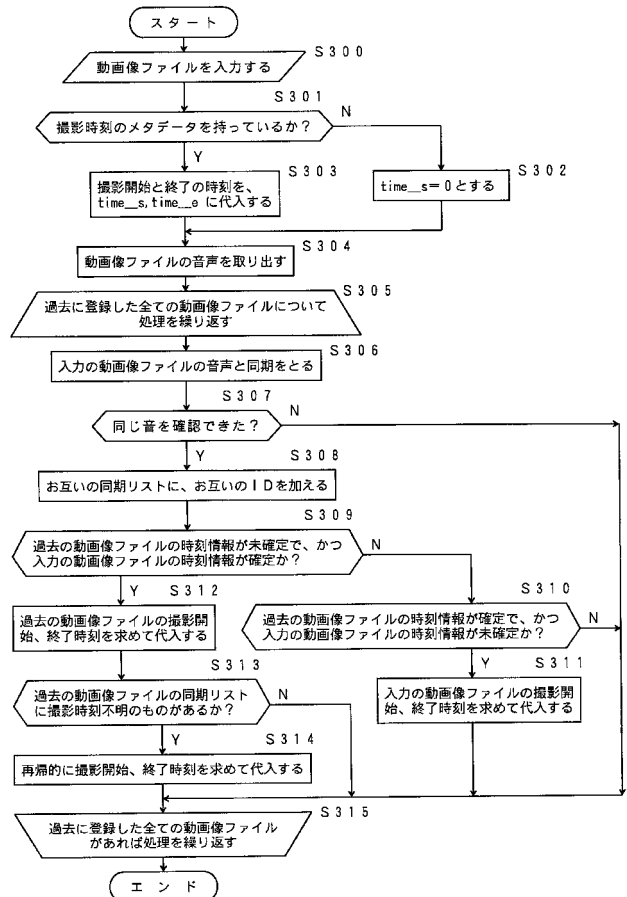 スタート
S300
動画像ファイルを入力する
S301
撮影時刻のメタデータを持っているか?
N
Y
S303
撮影開始と終了の時刻を、
time__s,time__e に代入する
S302
time__s=0とする
S304
動画像ファイルの音声を取り出す
S305
過去に登録した全ての動画像ファイルについて
処理を繰り返す
S306
入力の動画像ファイルの音声と同期をとる
S307
同じ音を確認できた?
N
Y
S308
お互いの同期リストに、お互いのIDを加える
S309
過去の動画像ファイルの時刻情報が未確定で、かつ
入力の動画像ファイルの時刻情報が確定か?
N
Y
S312
過去の動画像ファイルの撮影開
始、終了時刻を求めて代入する
S310
過去の動画像ファイルの時刻情報が確定で、かつ
入力の動画像ファイルの時刻情報が未確定か?
N
Y
S311
入力の動画像ファイルの撮影開
始、終了時刻を求めて代入する
S313
過去の動画像ファイルの同期リスト
に撮影時刻不明のものがあるか?
N
Y
S314
再帰的に撮影開始、終了時刻を求めて代入する
S315
過去に登録した全ての動画像ファイル
があれば処理を繰り返す
エンド